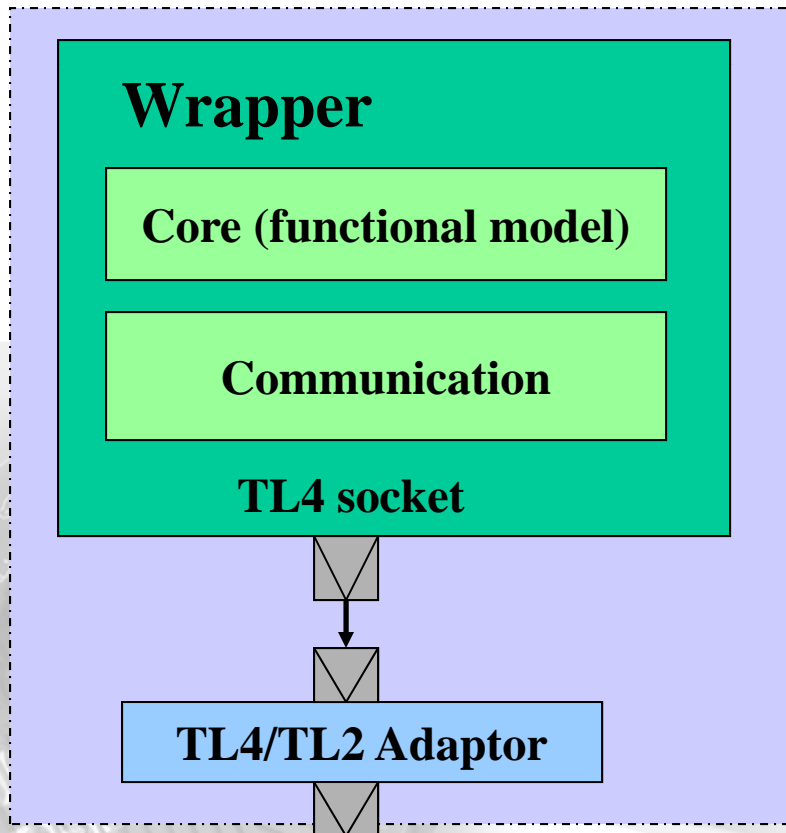 Wrapper
Core (functional model)
Communication
TL4 socket
TL4/TL2 Adaptor